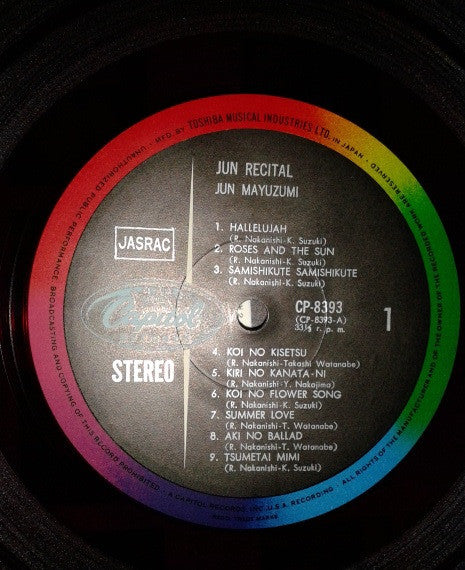 MFD. BY TOSHIBA MUSICAL INDUSTRIES LTD. IN JAPAN · ALL RIGHTS OF THE MANUFACTURER AND OF THE OWNER OF THE RECORDED WORK ARE RESERVED ·
UNAUTHORIZED PUBLIC PERFORMANCE BROADCASTING AND COPYING OF THIS RECORD PROHIBITED · A CAPITOL RECORDS, INC. U.S.A. RECORDING
JUN RECITAL
JUN MAYUZUMI
1. HALLELUJAH
(R. Nakanishi-K. Suzuki)
2. ROSES AND THE SUN
(R. Nakanishi-K. Suzuki)
3. SAMISHIKUTE SAMISHIKUTE
(R. Nakanishi-K. Suzuki)
JASRAC
Capitol
STEREO
CP-8393
(CP-8393-A)
33⅓ r. p. m.
1
4. KOI NO KISETSU
(R. Nakanishi-Takashi Watanabe)
5. KIRI NO KANATA-NI
(R. Nakanishi-Y. Nakajima)
6. KOI NO FLOWER SONG
(R. Nakanishi-K. Suzuki)
7. SUMMER LOVE
(R. Nakanishi-T. Watanabe)
8. AKI NO BALLAD
(R. Nakanishi-T. Watanabe)
9. TSUMETAI MIMI
(R. Nakanishi-K. Suzuki)